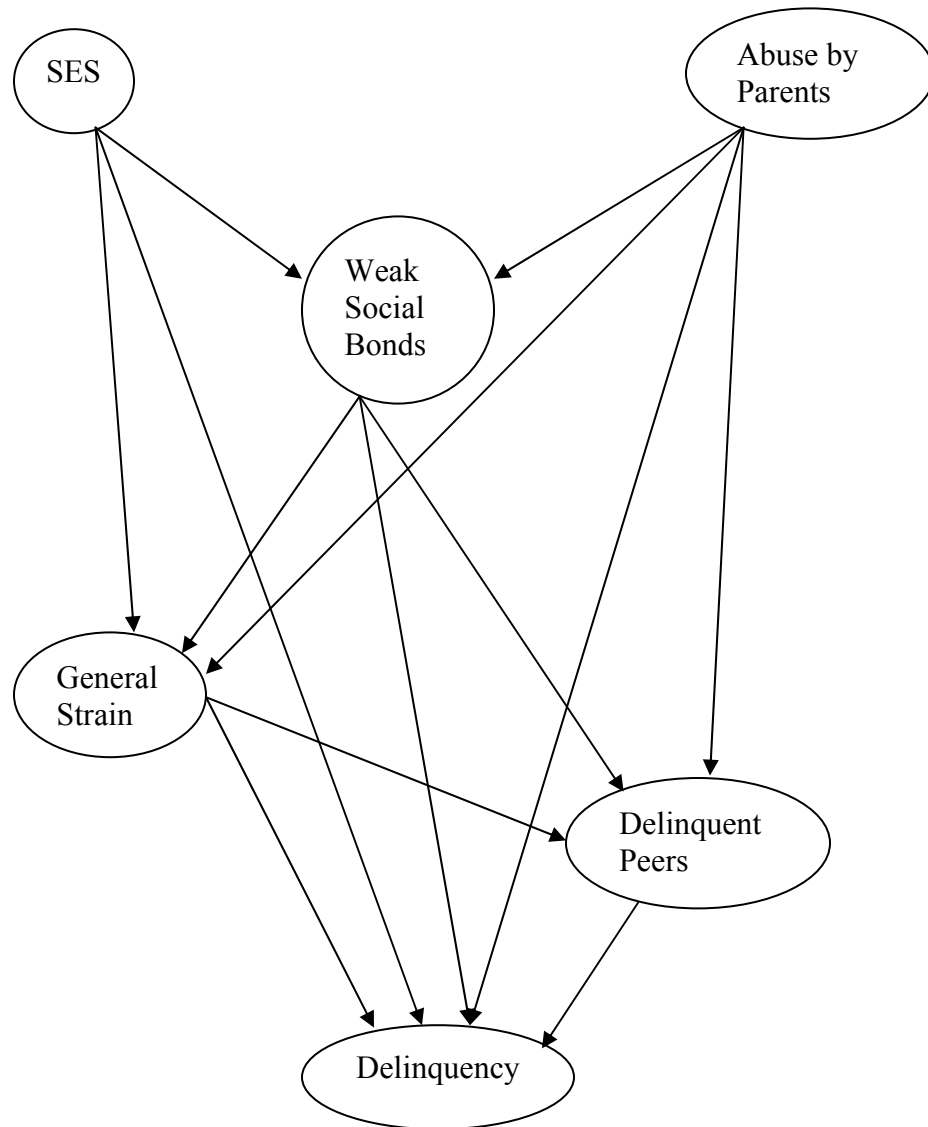 SES
Abuse by
Parents
Weak
Social
Bonds
General
Strain
Delinquent
Peers
Delinquency